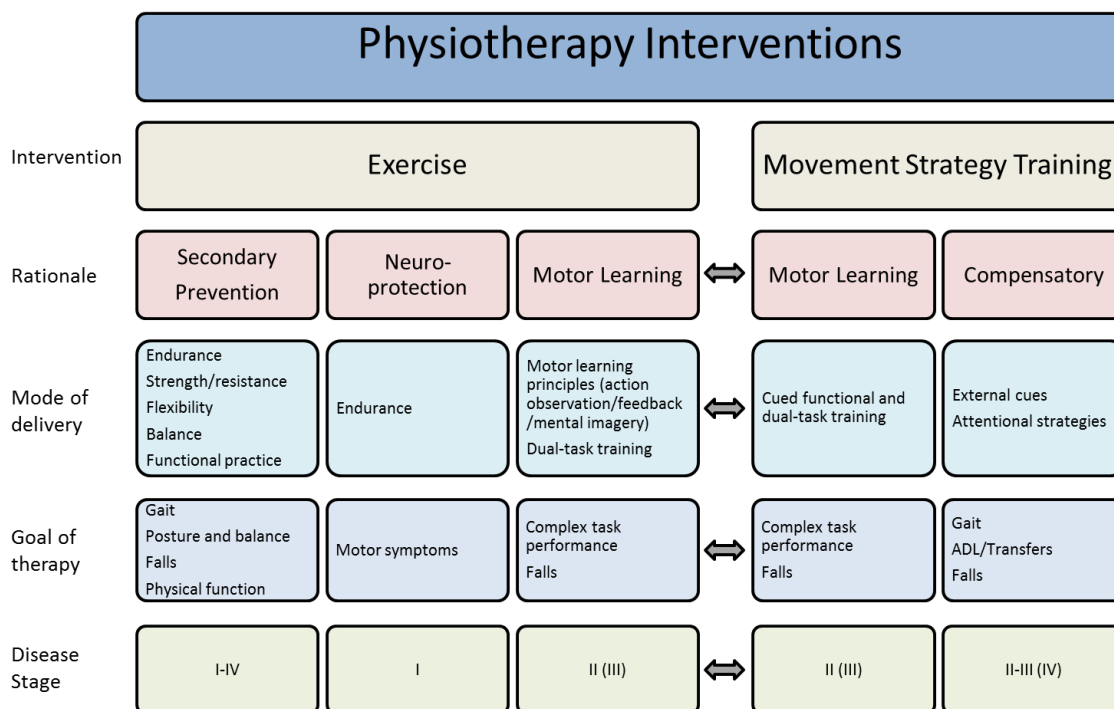 Physiotherapy Interventions
Intervention
Exercise
Movement Strategy Training
Rationale
Secondary
Prevention
Neuro-
protection
Motor Learning
Motor Learning
Compensatory
Mode of
delivery
Endurance
Strength/resistance
Flexibility
Balance
Functional practice
Endurance
Motor learning
principles (action
observation/feedback
/mental imagery)
Dual-task training
Cued functional and
dual-task training
External cues
Attentional strategies
Goal of
therapy
Gait
Posture and balance
Falls
Physical function
Motor symptoms
Complex task
performance
Falls
Complex task
performance
Falls
Gait
ADL/Transfers
Falls
Disease
Stage
I-IV
I
II (III)
II (III)
II-III (IV)